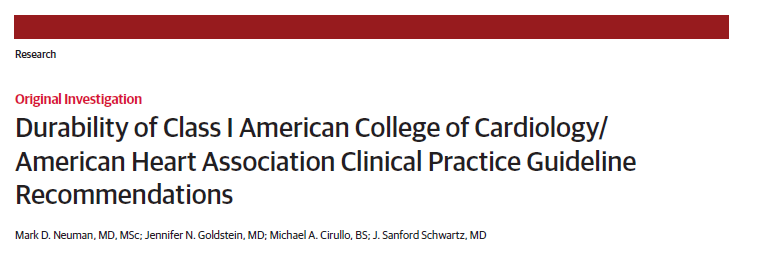 Research
Original Investigation
Durability of Class I American College of Cardiology/
American Heart Association Clinical Practice Guideline
Recommendations
Mark D. Neuman, MD, MSc; Jennifer N. Goldstein, MD; Michael A. Cirullo, BS; J. Sanford Schwartz, MD